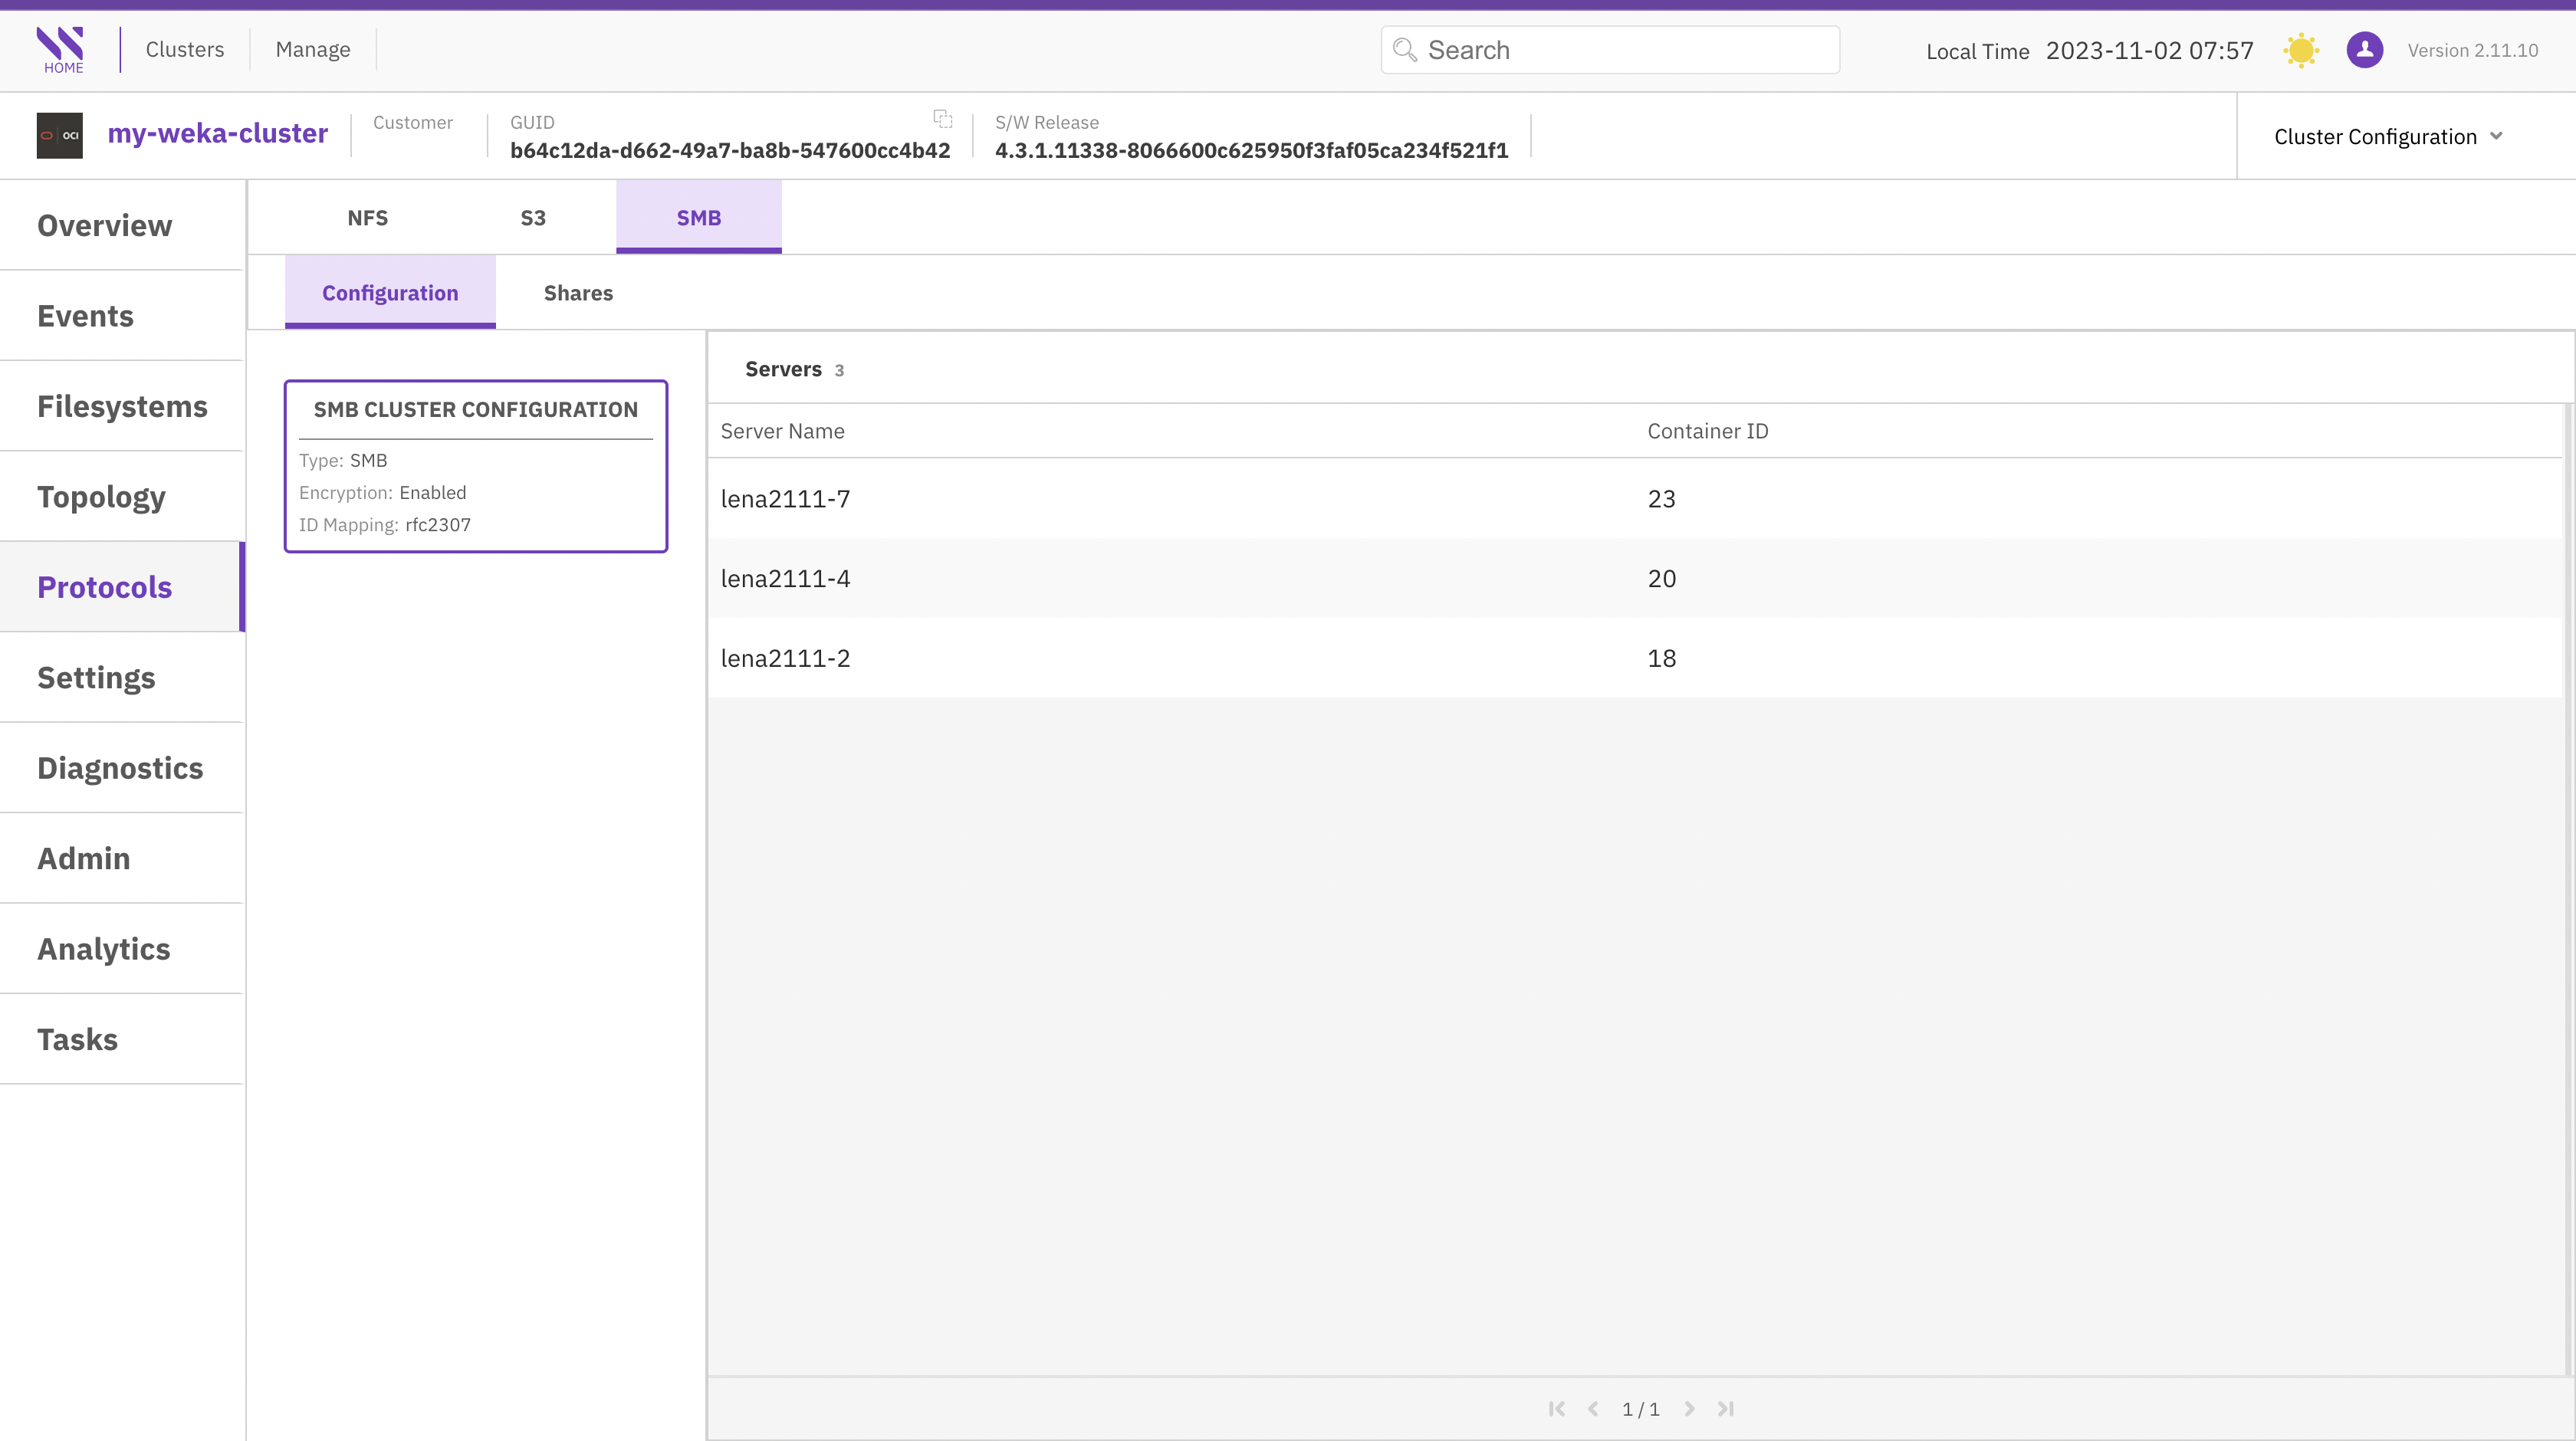 HOME
Clusters
Manage
Search
Local Time 2023-11-02 07:57
Version 2.11.10
OCI
my-weka-cluster
Customer
GUID
b64c12da-d662-49a7-ba8b-547600cc4b42
S/W Release
4.3.1.11338-8066600c625950f3faf05ca234f521f1
Cluster Configuration
Overview
Events
Filesystems
Topology
Protocols
Settings
Diagnostics
Admin
Analytics
Tasks
NFS
S3
SMB
Configuration
Shares
SMB CLUSTER CONFIGURATION
Type: SMB
Encryption: Enabled
ID Mapping: rfc2307
Servers 3
Server Name Container ID
lena2111-7 23
lena2111-4 20
lena2111-2 18
1 / 1